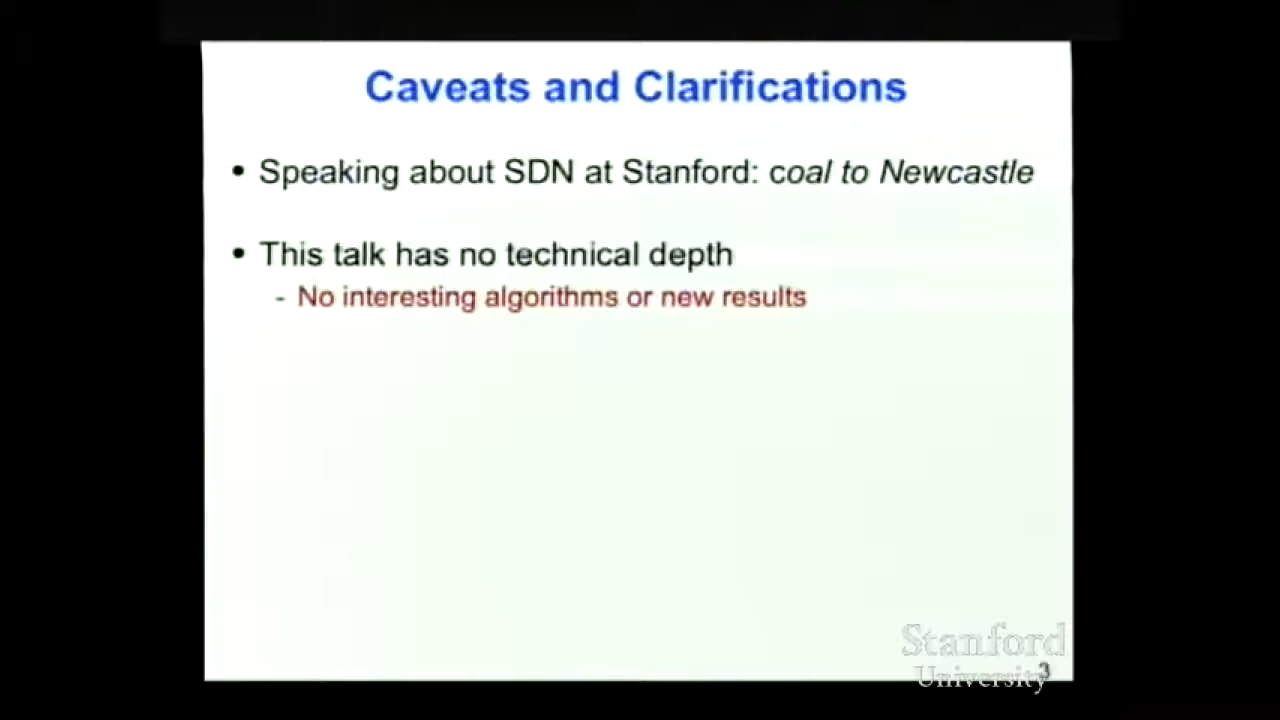 Caveats and Clarifications
• Speaking about SDN at Stanford: coal to Newcastle
• This talk has no technical depth
- No interesting algorithms or new results
Stanford
University
3